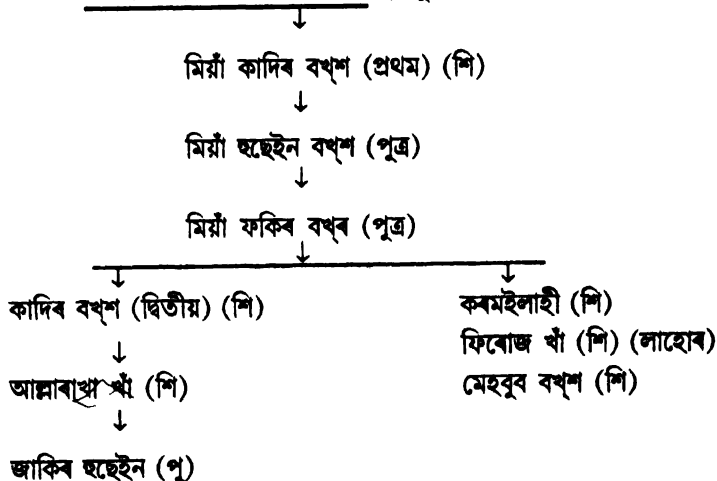 মিয়াঁ কাদিৰ বখ্শ (প্ৰথম) (শি)
মিয়াঁ হুছেইন বখ্শ (পুত্ৰ)
মিয়াঁ ফকিৰ বখ্ৰ (পুত্ৰ)
কাদিৰ বখ্শ (দ্বিতীয়) (শি)
আল্লাৰাখা খাঁ (শি)
জাকিৰ হুছেইন (পু)
কৰমইলাহী (শি)
ফিৰোজ খাঁ (শি) (লাহোৰ)
মেহবুব বখ্শ (শি)